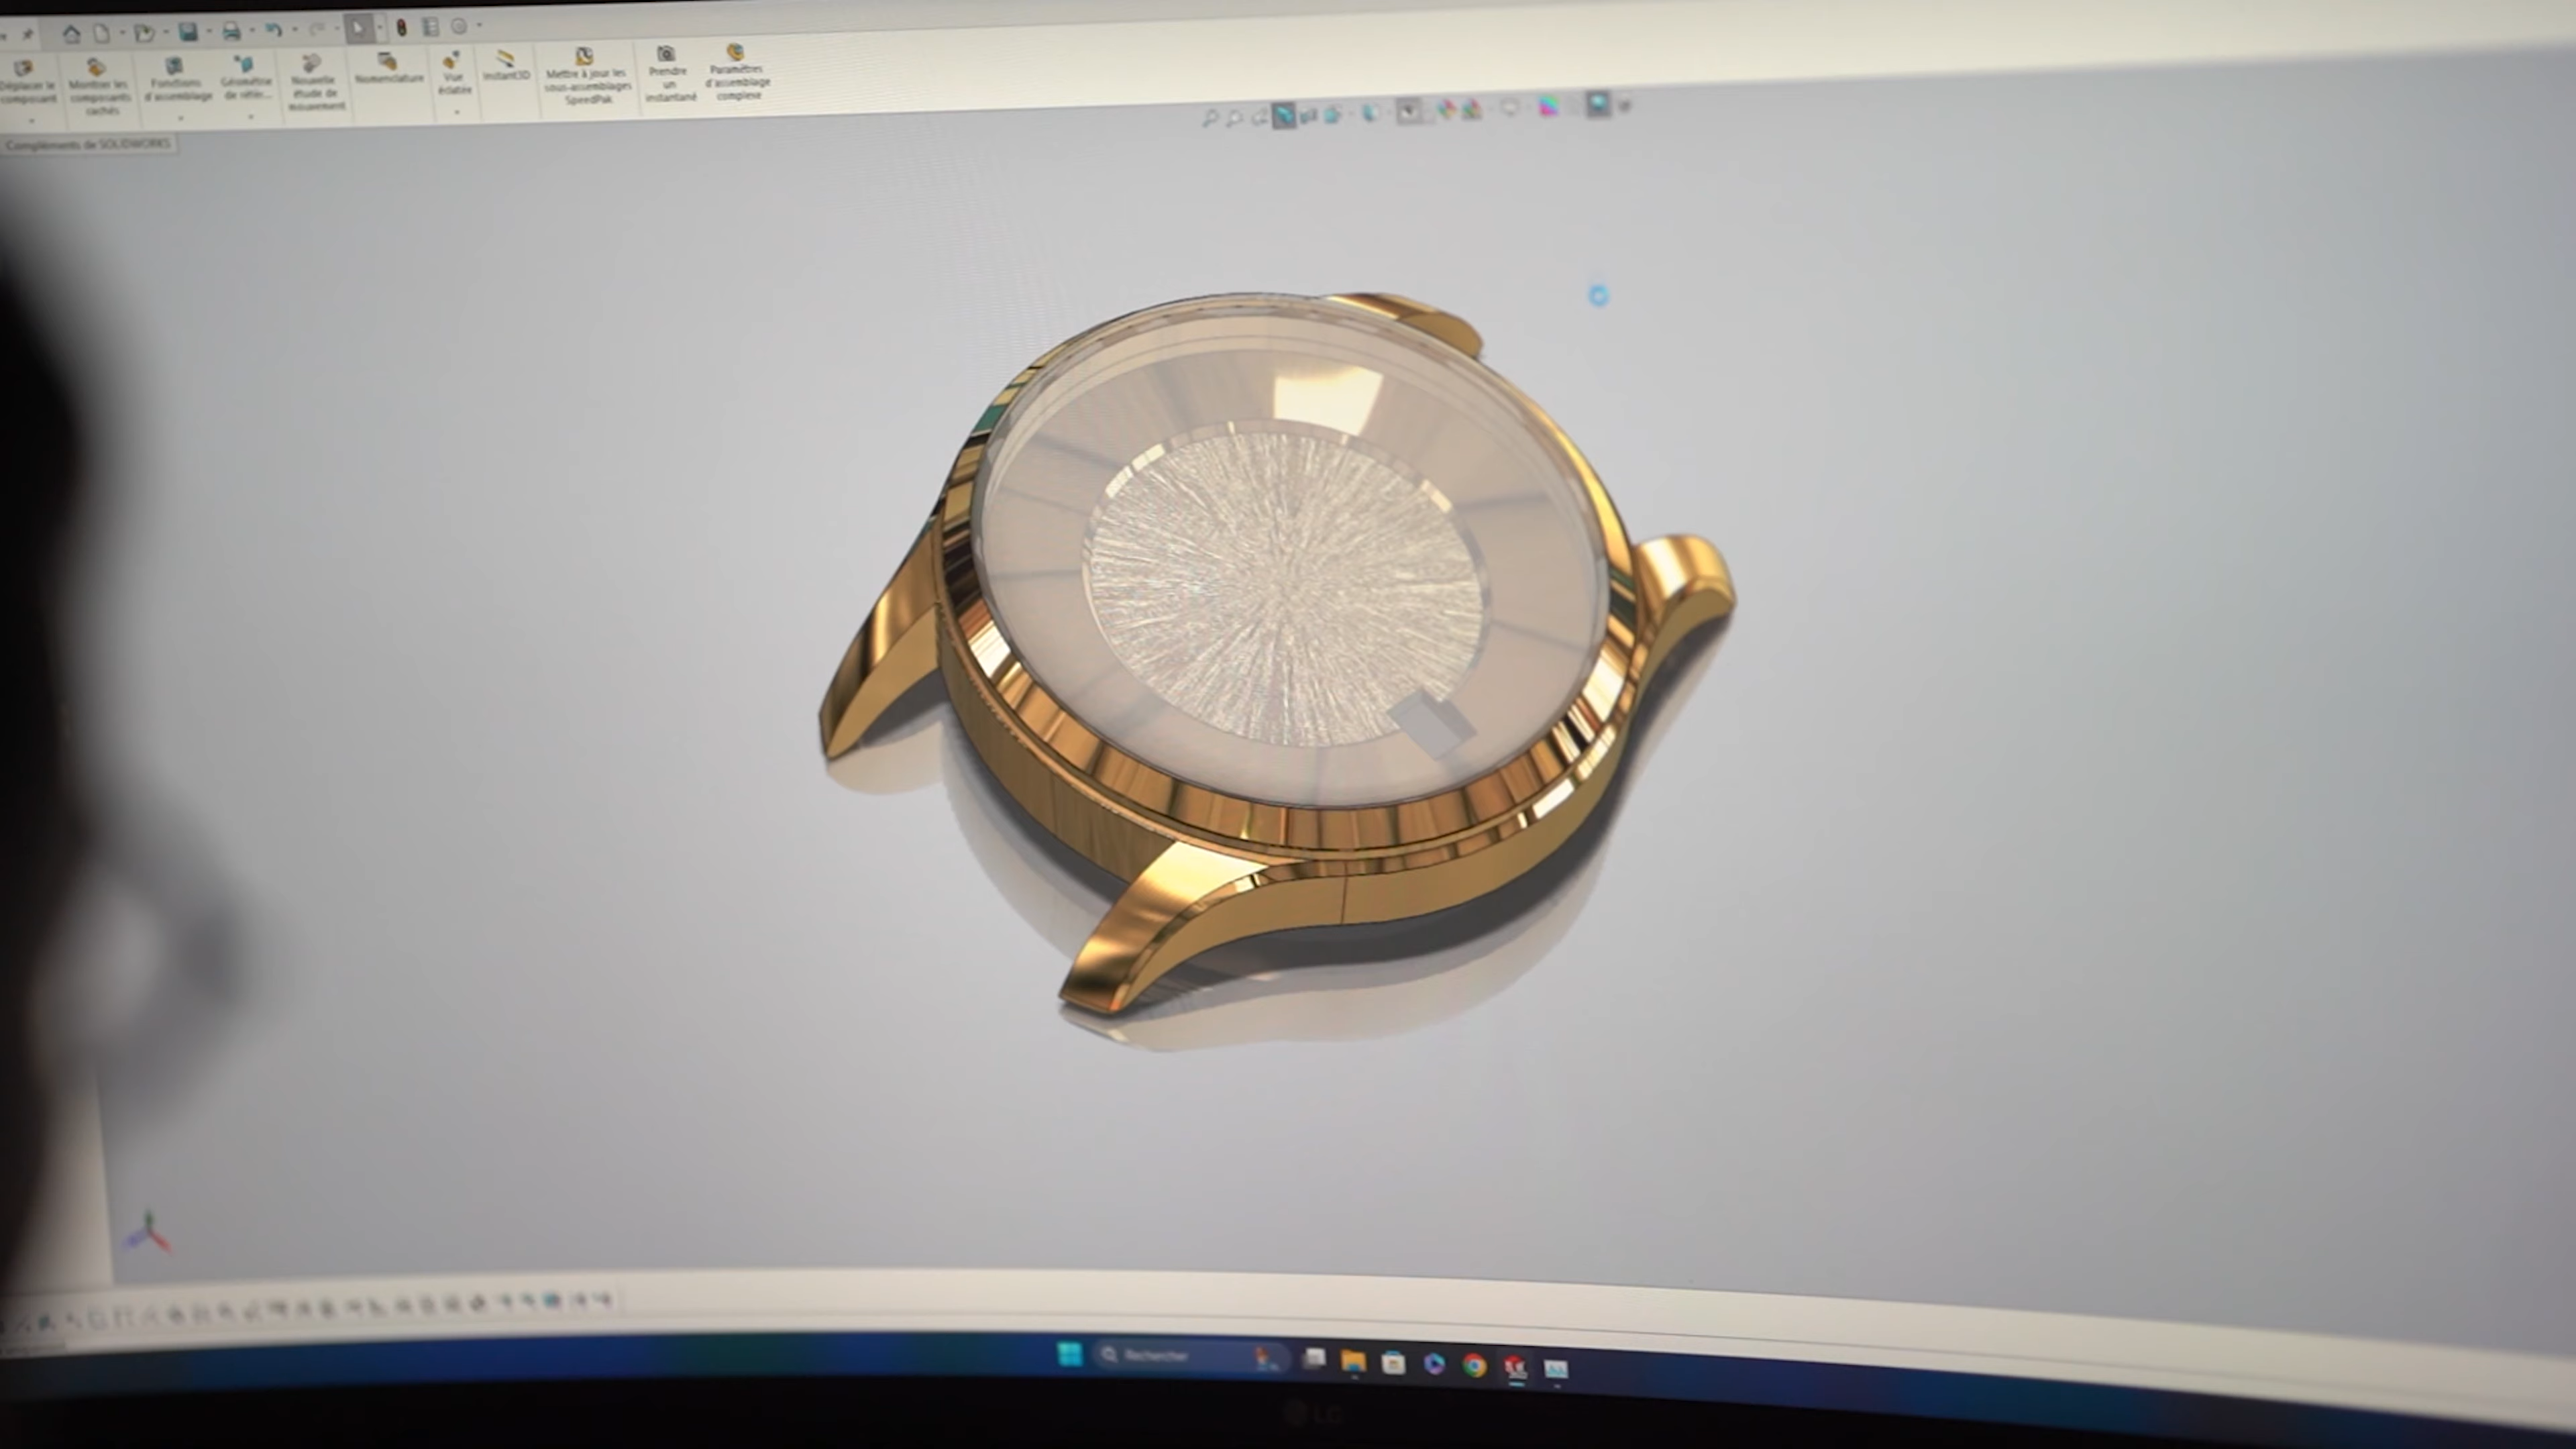 Déplacer le
composant
Montrer les
composants
cachés
Fonctions
d'assemblage
Géométrie
de référ...
Nouvelle
étude de
mouvement
Nomenclature
Vue
éclatée
Instant3D
Mettre à jour les
sous-assemblages
SpeedPak
Prendre
un
instantané
Paramètres
d'assemblage
complexe
Compléments de SOLIDWORKS
Rechercher
LG